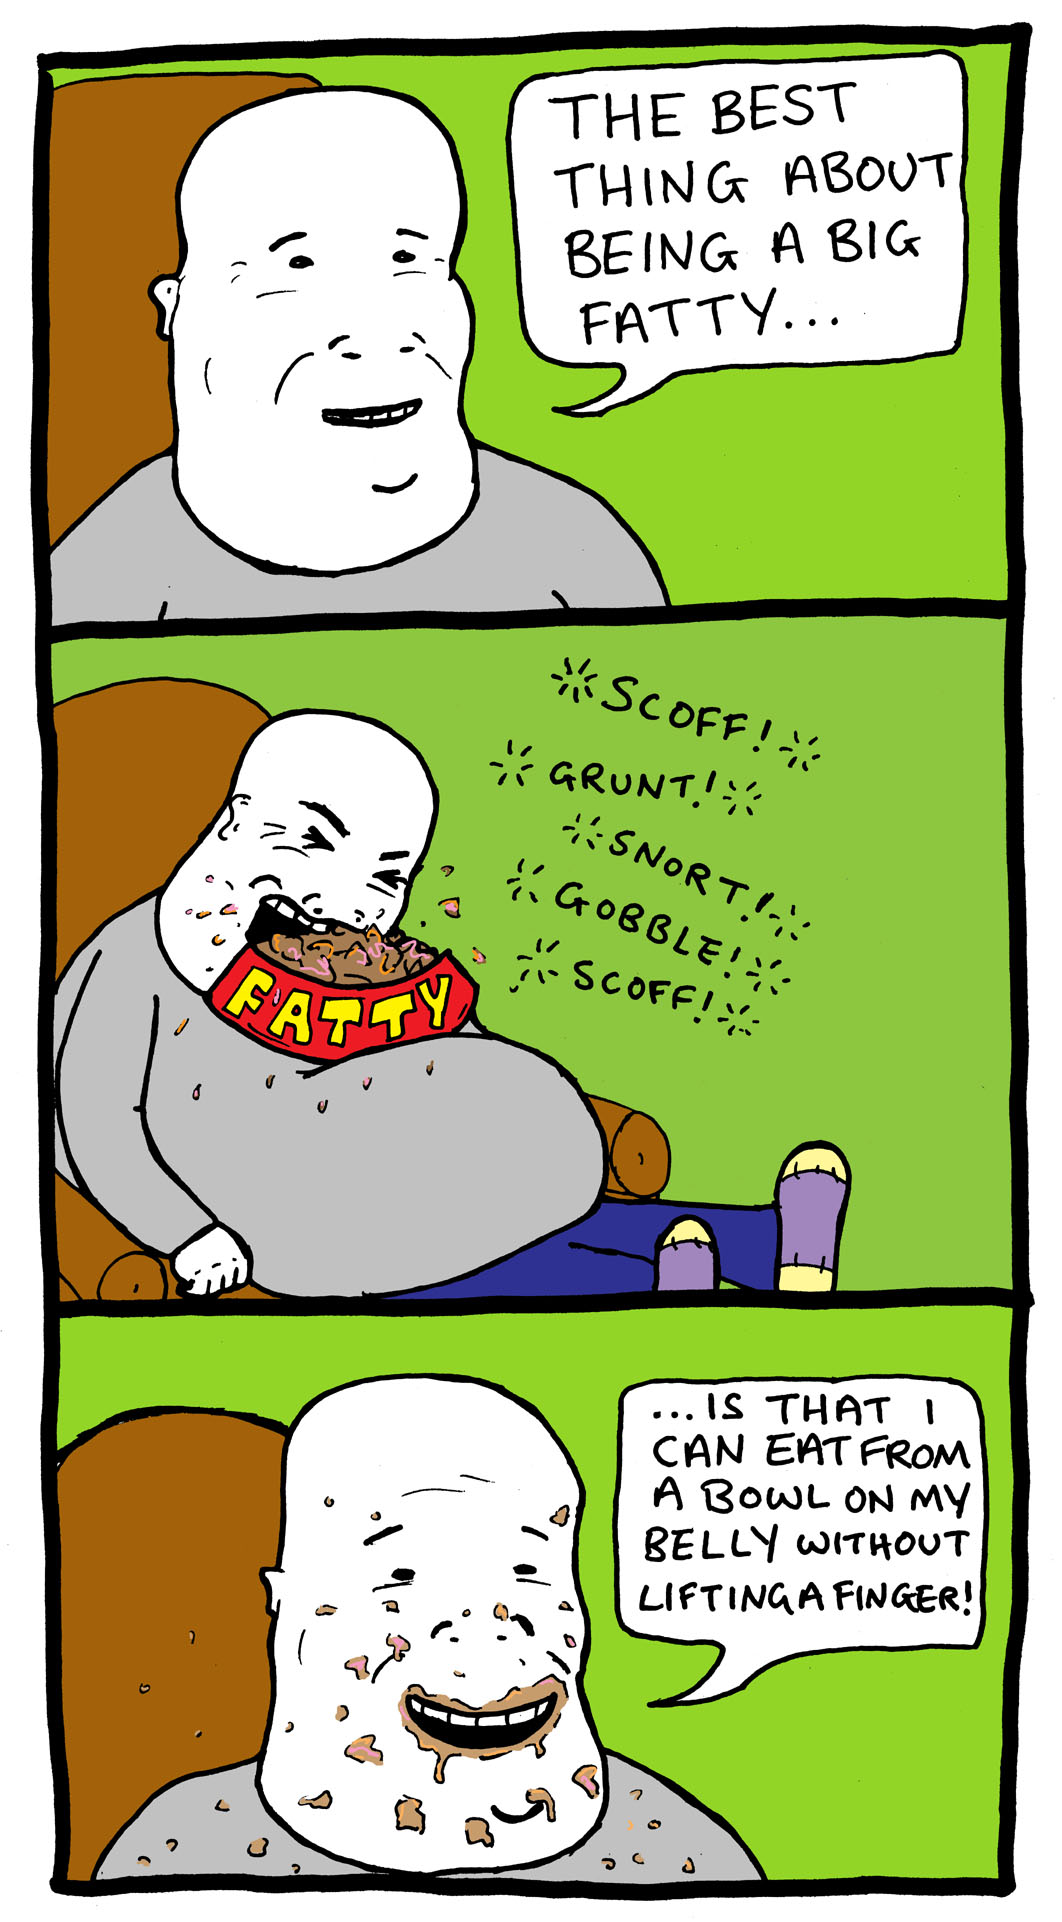 THE BEST
THING ABOUT
BEING A BIG
FATTY...
SCOFF!
GRUNT!
SNORT!
GOBBLE!
SCOFF!
FATTY
...IS THAT I
CAN EAT FROM
A BOWL ON MY
BELLY WITHOUT
LIFTING A FINGER!